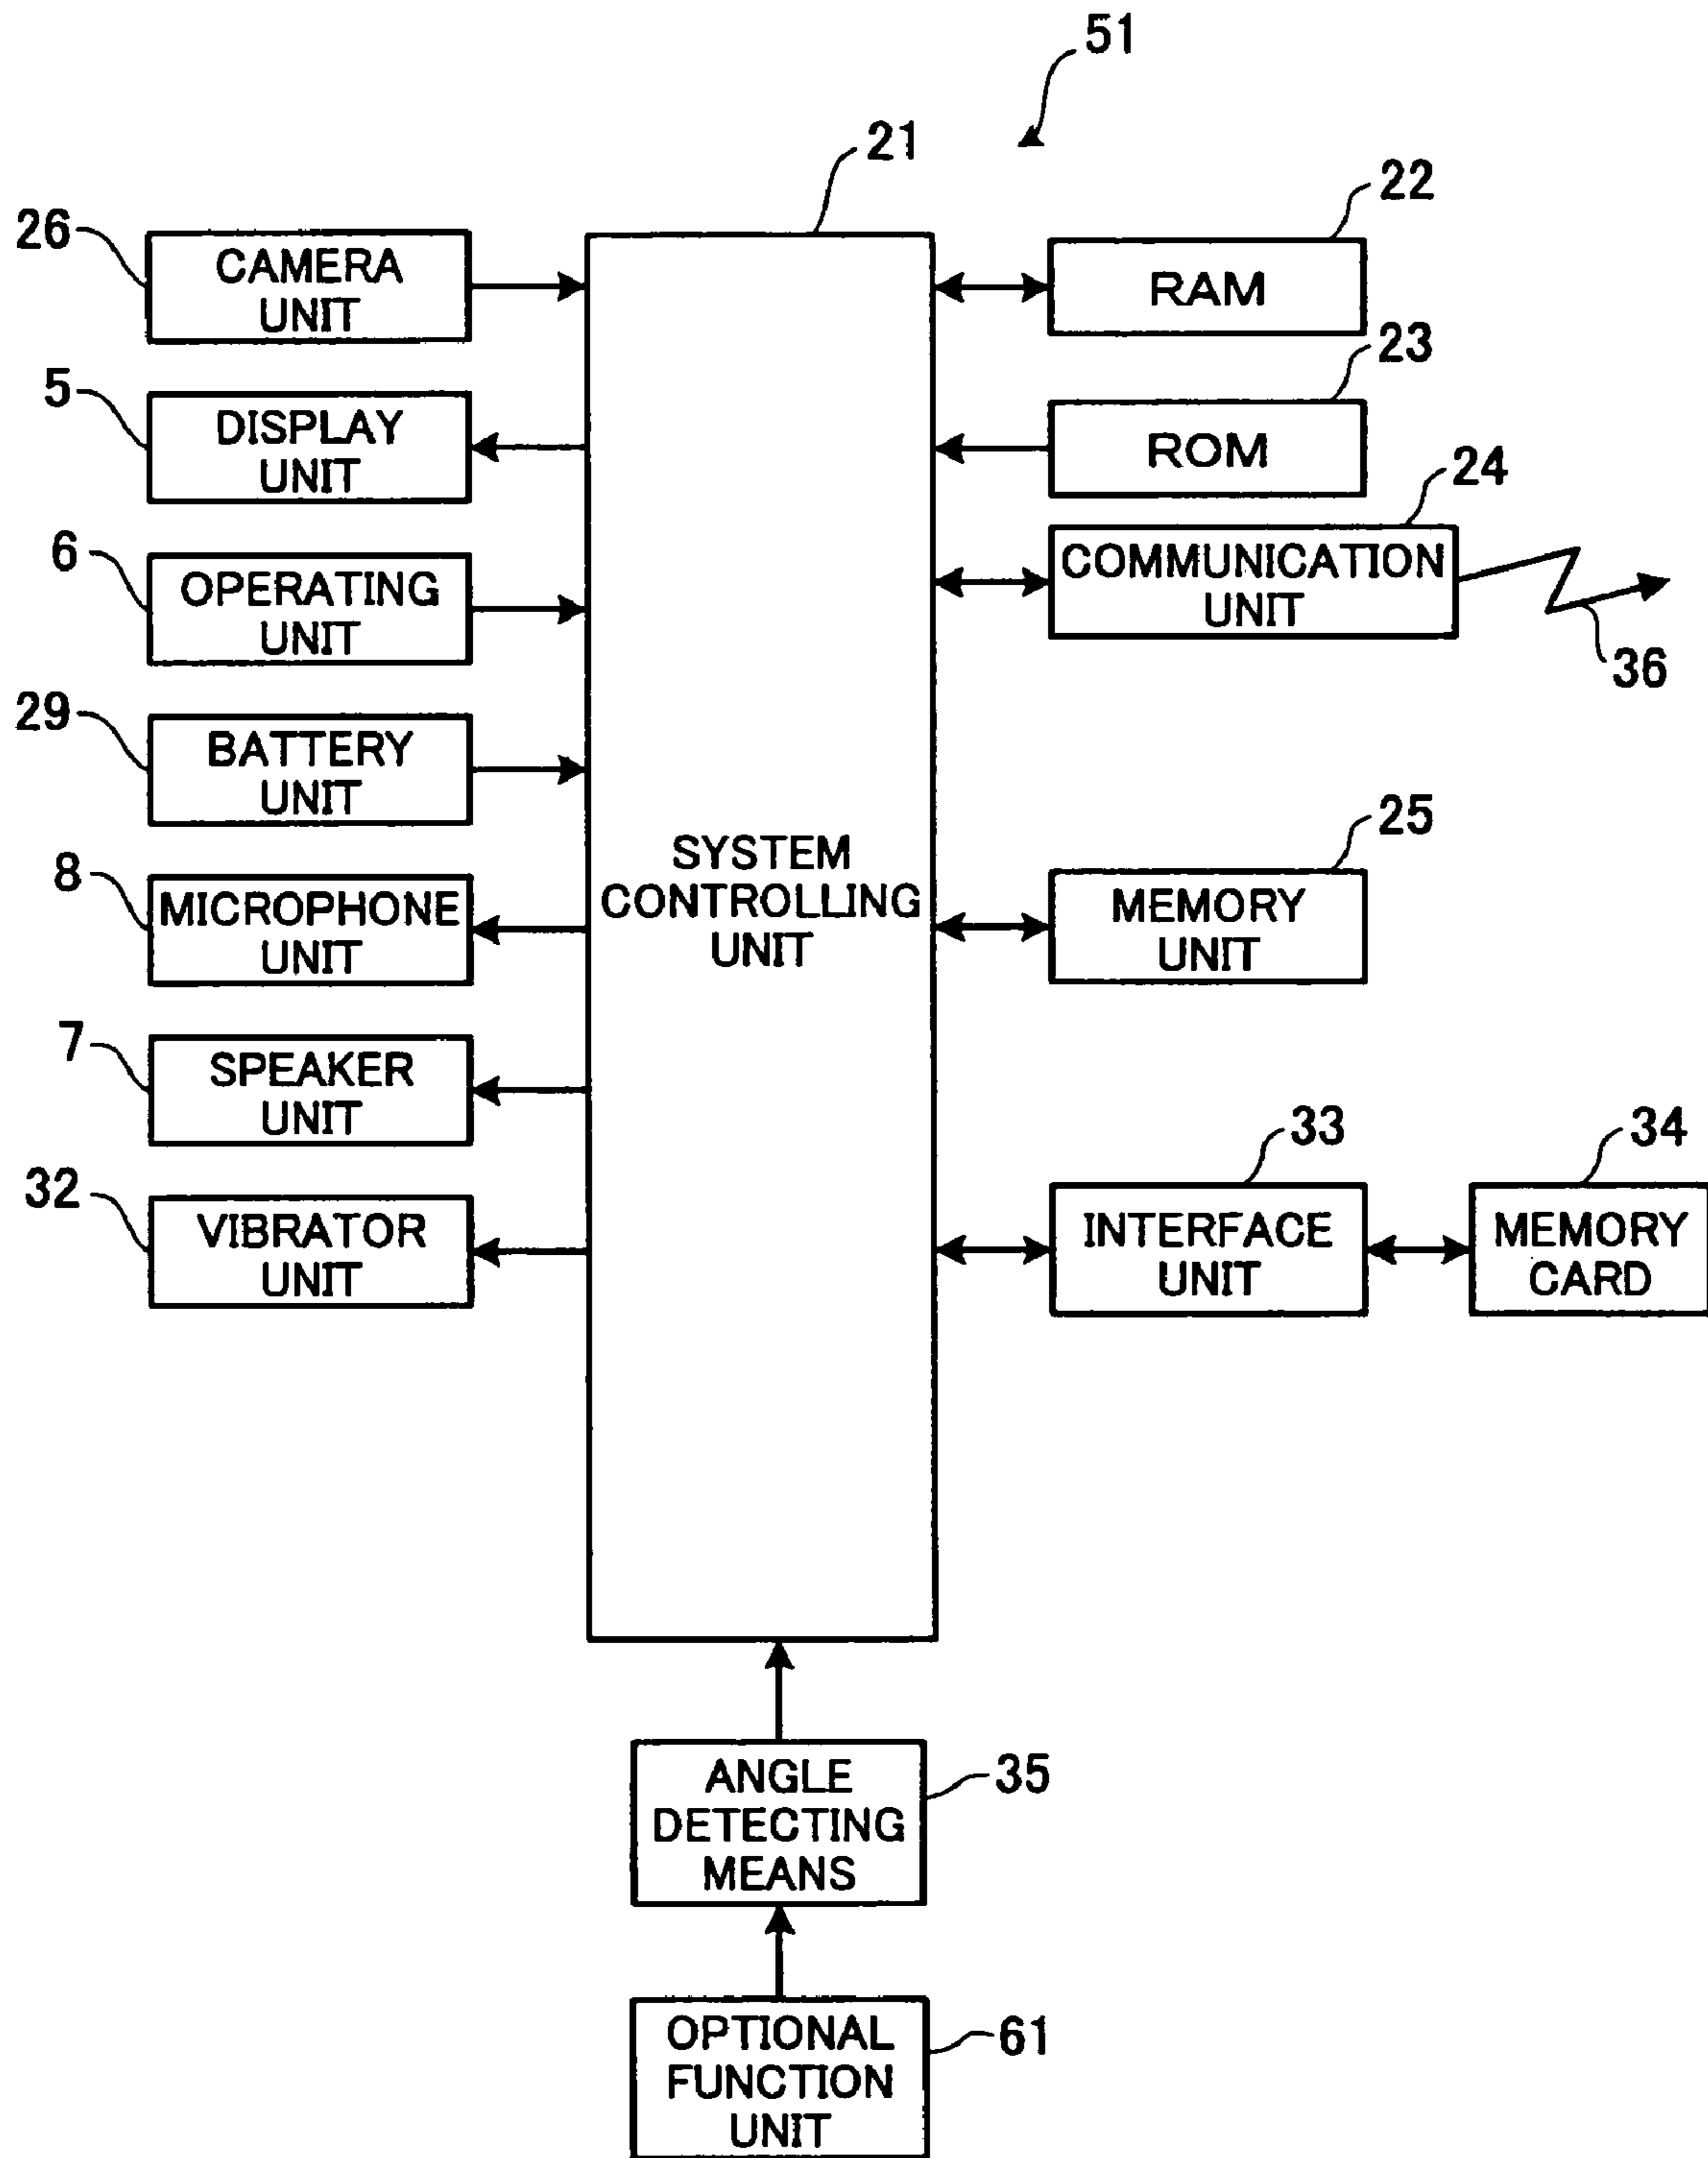 51
21
22
26
CAMERA
UNIT
RAM
23
5
DISPLAY
UNIT
ROM
24
6
OPERATING
UNIT
COMMUNICATION
UNIT
36
29
BATTERY
UNIT
25
8
MICROPHONE
UNIT
SYSTEM
CONTROLLING
UNIT
MEMORY
UNIT
7
SPEAKER
UNIT
33
34
32
VIBRATOR
UNIT
INTERFACE
UNIT
MEMORY
CARD
ANGLE
DETECTING
MEANS
35
OPTIONAL
FUNCTION
UNIT
61